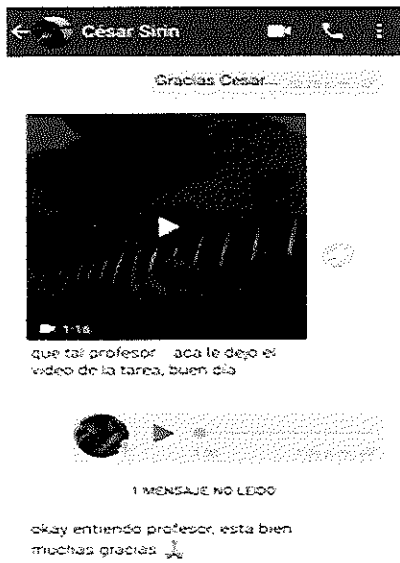 César Sirin
Gracias Cesar
1:16
que tal profesor aca le dejo el
video de la tarea, buen día
1 MENSAJE NO LEIDO
okay entiendo profesor, esta bien
muchas gracias